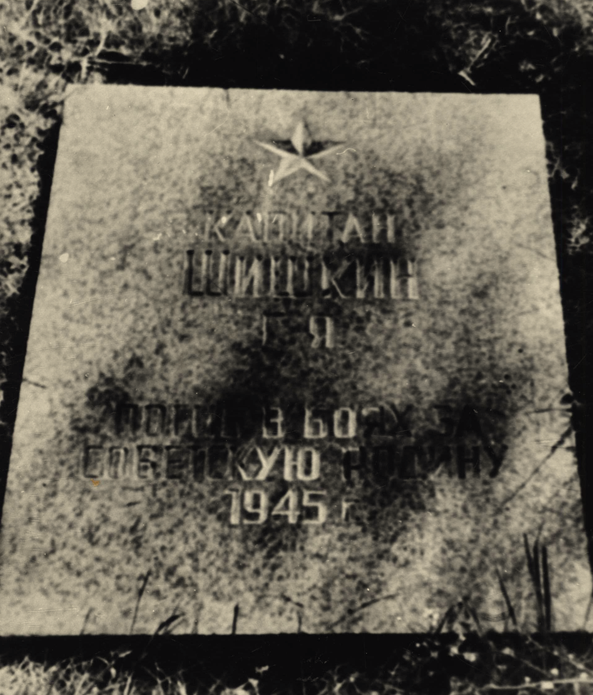 КАПИТАН
ШИШКИН
Г Я
ПОГИБ В БОЯХ ЗА
СОВЕТСКУЮ РОДИНУ
1945 г